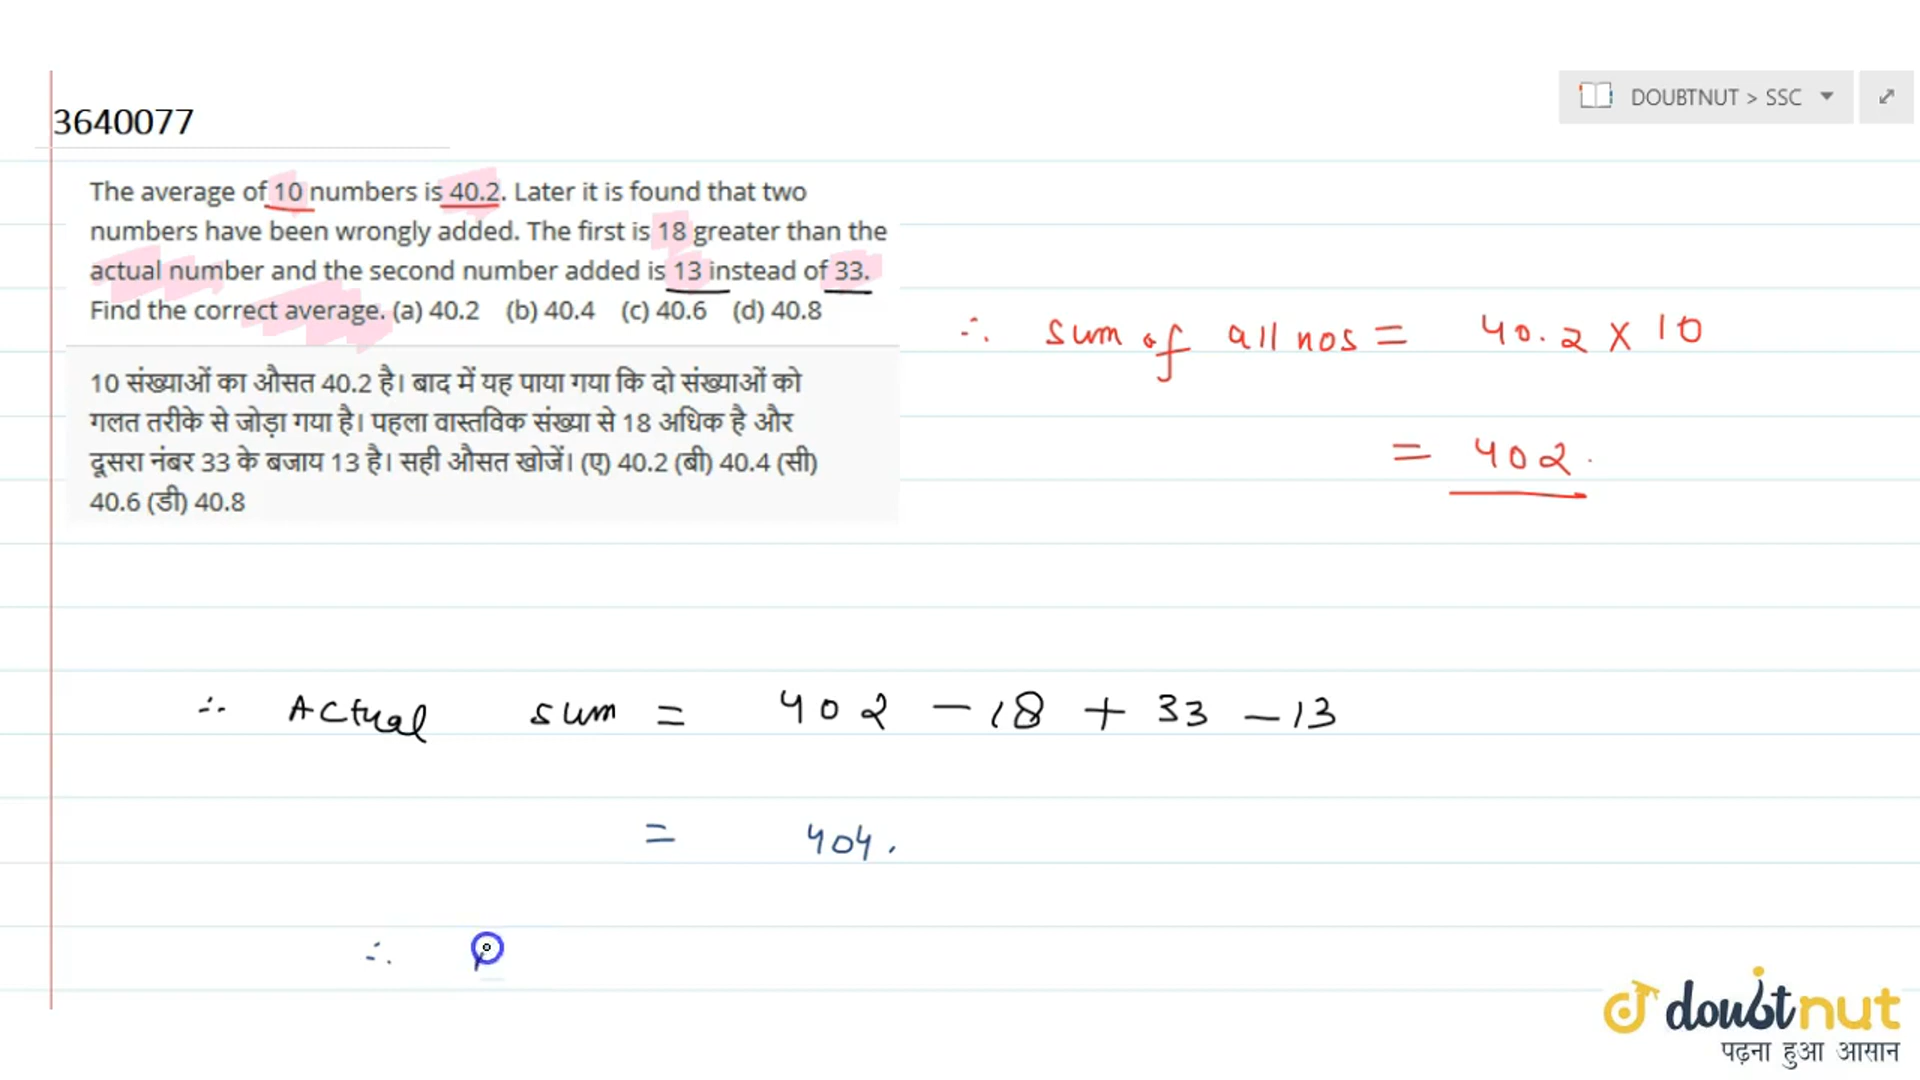 3640077
DOUBTNUT > SSC
The average of 10 numbers is 40.2. Later it is found that two
numbers have been wrongly added. The first is 18 greater than the
actual number and the second number added is 13 instead of 33.
Find the correct average. (a) 40.2 (b) 40.4 (c) 40.6 (d) 40.8
10 संख्याओं का औसत 40.2 है। बाद में यह पाया गया कि दो संख्याओं को
गलत तरीके से जोड़ा गया है। पहला वास्तविक संख्या से 18 अधिक है और
दूसरा नंबर 33 के बजाय 13 है। सही औसत खोजें। (ए) 40.2 (बी) 40.4 (सी)
40.6 (डी) 40.8
∴ sum of all nos = 40.2 x 10
= 402.
∴ Actual sum = 402 - 18 + 33 - 13
= 404.
∴
doubtnut
पढ़ना हुआ आसान